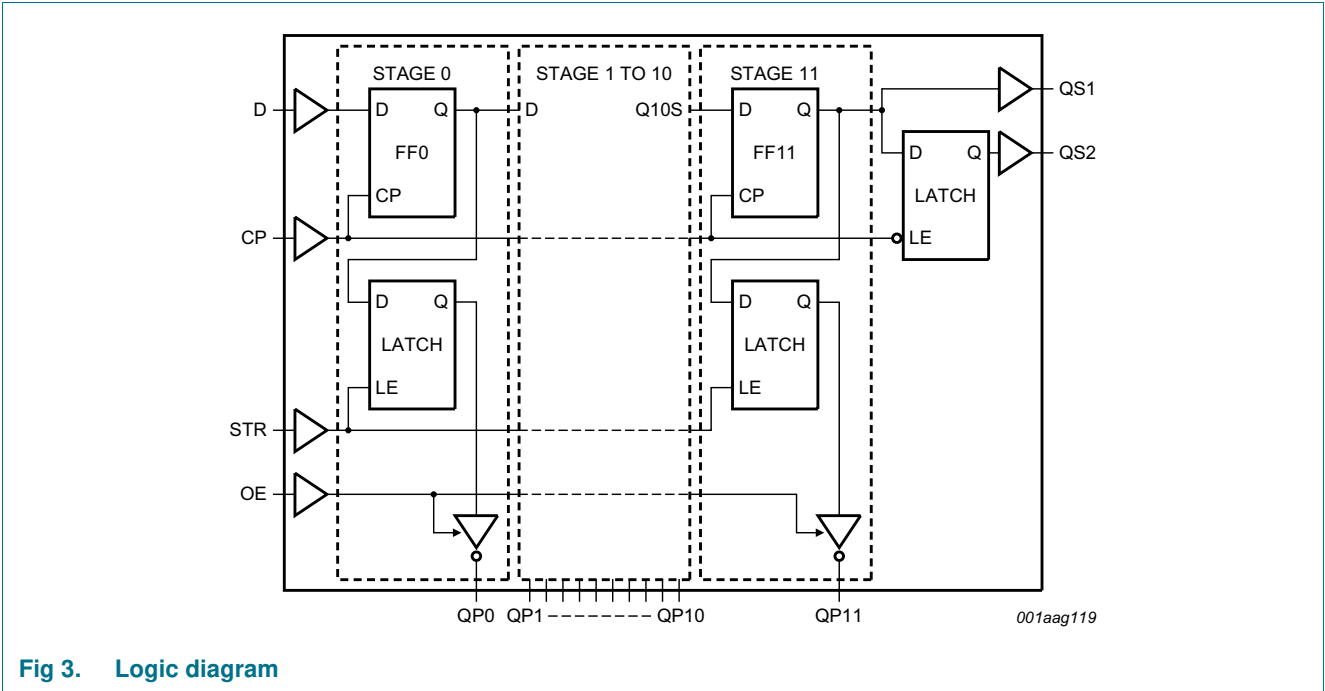 STAGE 0 STAGE 1 TO 10 STAGE 11
QS1
D D Q D Q10S D Q
FF0 FF11
D Q QS2
LATCH
CP CP
CP LE
D Q D Q
LATCH LATCH
LE LE
STR
OE
QP0 QP1 QP10 QP11
001aag119
Fig 3. Logic diagram